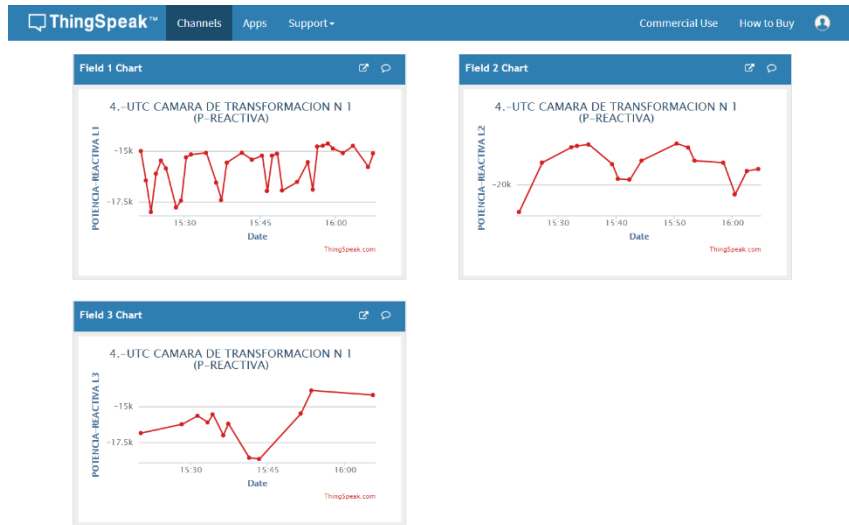 ThingSpeak™ Channels Apps Support Commercial Use How to Buy
Field 1 Chart
4.-UTC CAMARA DE TRANSFORMACION N 1
(P-REACTIVA)
POTENCIA-REACTIVA L1
-15k
-17.5k
15:30 15:45 16:00
Date
ThingSpeak.com
Field 2 Chart
4.-UTC CAMARA DE TRANSFORMACION N 1
(P-REACTIVA)
POTENCIA-REACTIVA L2
-20k
15:30 15:40 15:50 16:00
Date
ThingSpeak.com
Field 3 Chart
4.-UTC CAMARA DE TRANSFORMACION N 1
(P-REACTIVA)
POTENCIA-REACTIVA L3
-15k
-17.5k
15:30 15:45 16:00
Date
ThingSpeak.com